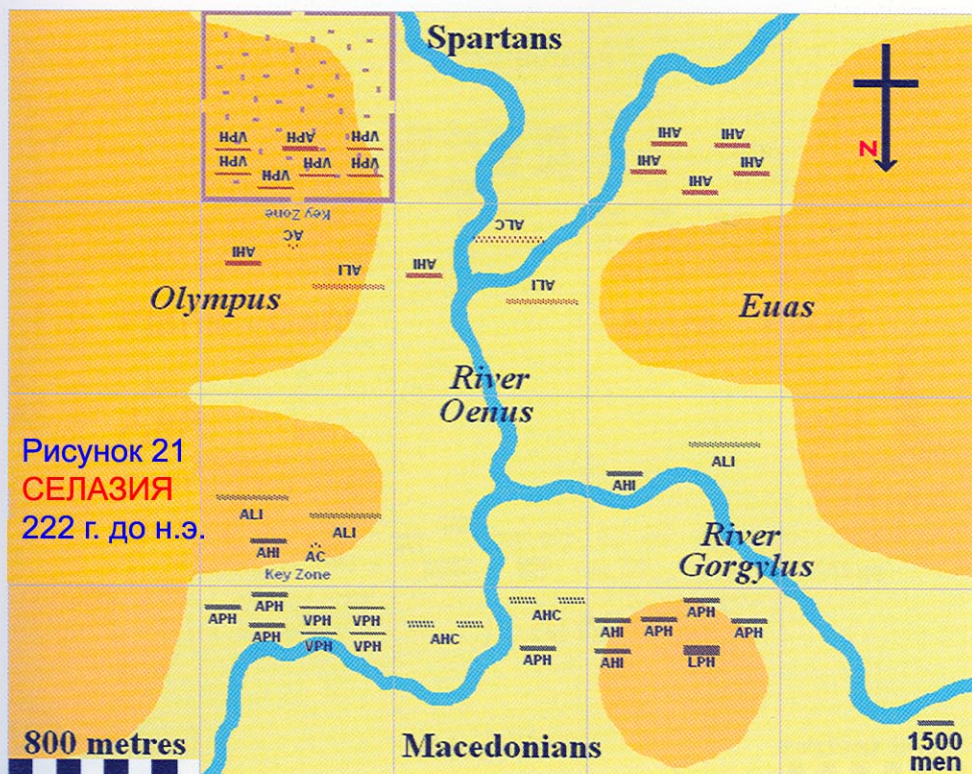 Spartans
N
VPH APH VPH
VPH VPH VPH
VPH
AHI AHI
AHI AHI
AHI
Key Zone
AC
AHI
ALI
AHI
ALC
ALI
Olympus
Euas
River
Oenus
Рисунок 21
СЕЛАЗИЯ
222 г. до н.э.
ALI
ALI
AHI
AC
Key Zone
AHI
ALI
River
Gorgylus
APH
APH VPH VPH
APH VPH VPH
AHC
AHC
APH
AHI APH APH APH
AHI LPH
800 metres
Macedonians
1500
men